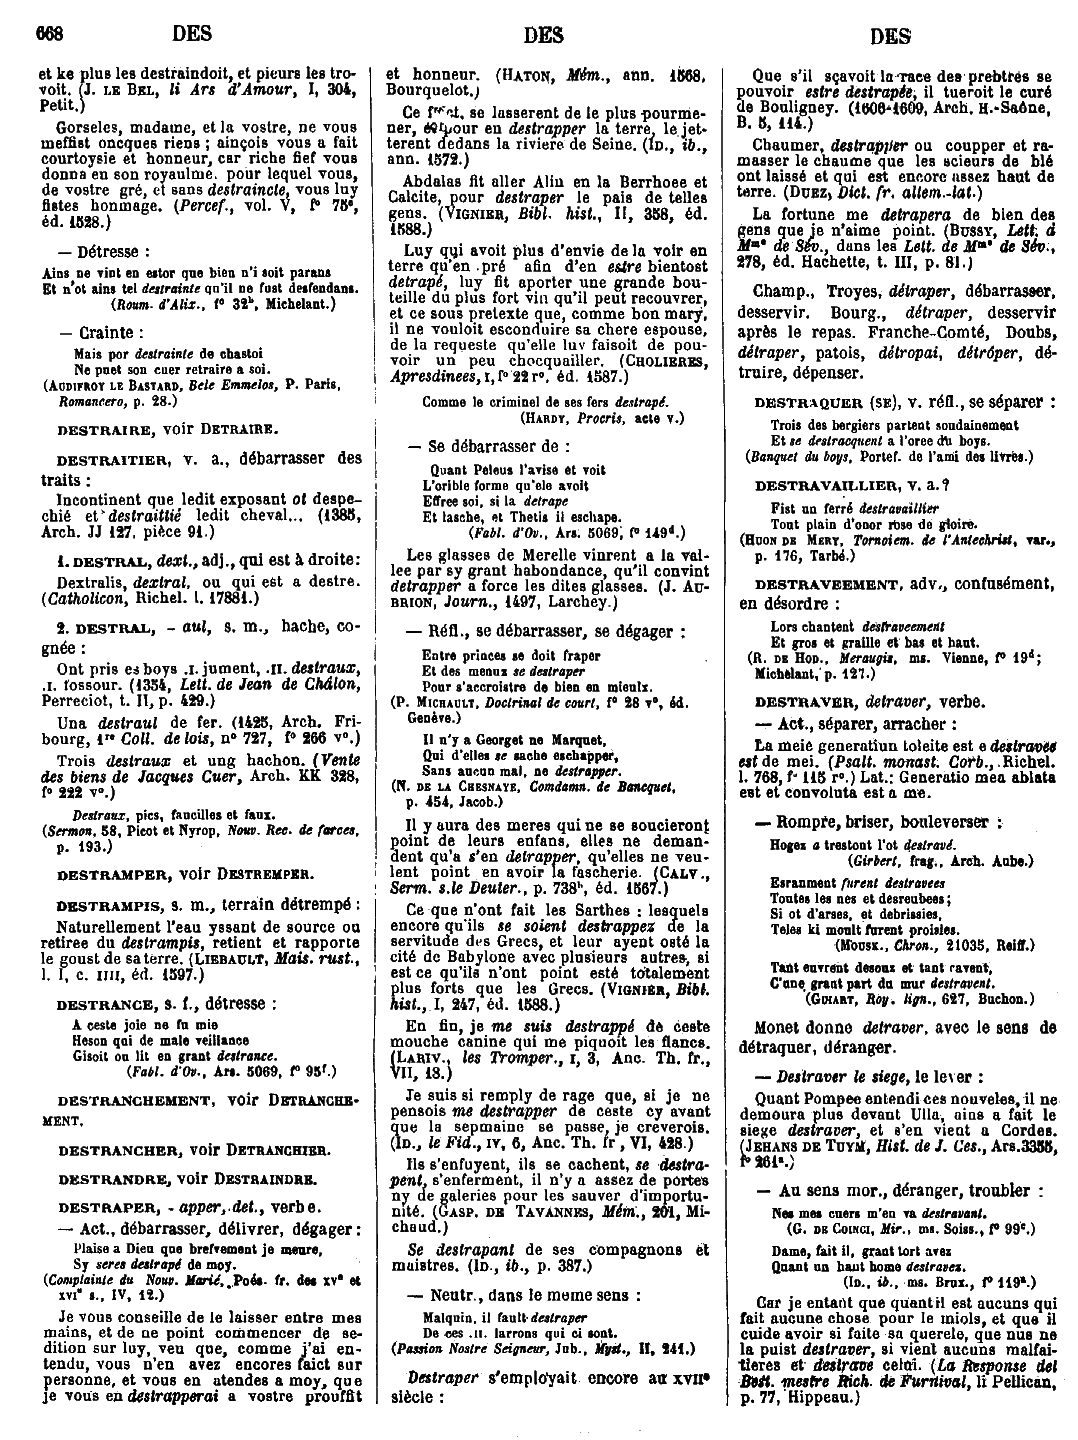 668 DES DES DES
et ke plus les destraindoit, et pieurs les tro-
voit. (J. LE BEL, li Ars d'Amour, I, 304,
Petit.)
Gorseles, madame, et la vostre, ne vous
meffist oncques riens ; ainçois vous a fait
courtoysie et honneur, car riche fief vous
donna en son royaulme. pour lequel vous,
de vostre gré, et sans destraincle, vous luy
fistes honmage. (Percef., vol. V, f° 75c,
éd. 1528.)
— Détresse :
Ains ne vint en estor que bien n'i soit parans
Et n'ot ains tel destrainte qu'il ne fust desfendans.
(Roum. d'Alix., f° 32b, Michelant.)
— Crainte :
Mais por destrainte de chastoi
Ne puet son cuer retraire a soi.
(AUDIFROY LE BASTARD, Bele Emmelos, P. Paris,
Romancero, p. 28.)
DESTRAIRE, voir DETRAIRE.
DESTRAITIER, v. a., débarrasser des
traits :
Incontinent que ledit exposant ot despe-
chié et destraittié ledit cheval... (1385,
Arch. JJ 127, pièce 91.)
1. DESTRAL, dext., adj., qui est à droite:
Dextralis, dextral, ou qui est a destre.
(Catholicon, Richel. l. 17881.)
2. DESTRAL, - aul, s. m., hache, co-
gnée :
Ont pris es boys .I. jument, .II. destraux,
.I. fossour. (1354, Lett. de Jean de Châlon,
Perreciot, t. II, p. 429.)
Una destraul de fer. (1425, Arch. Fri-
bourg, 1re Coll. de lois, n° 727, f° 266 v°.)
Trois destraux et ung hachon. (Vente
des biens de Jacques Cuer, Arch. KK 328,
f° 222 v°.)
Destraux, pics, faucilles et faux.
(Sermon, 58, Picot et Nyrop, Nouv. Rec. de farces,
p. 193.)
DESTRAMPER, voir DESTREMPER.
DESTRAMPIS, s. m., terrain détrempé :
Naturellement l'eau yssant de source ou
retiree du destrampis, retient et rapporte
le goust de sa terre. (LIEBAULT, Mais. rust.,
l. I, c. IIII, éd. 1597.)
DESTRANCE, s. f., détresse :
A ceste joie ne fu mie
Heson qui de male veillance
Gisoit ou lit en grant destrance.
(Fabl. d'Ov., Ars. 5069, f° 95f.)
DESTRANCHEMENT, voir DETRANCHE-
MENT.
DESTRANCHER, voir DETRANCHIER.
DESTRANDRE, voir DESTRAINDRE.
DESTRAPER, - apper, det., verbe.
— Act., débarrasser, délivrer, dégager :
Plaise a Dieu que brefvement je meure,
Sy seres destrapé de moy.
(Complainte du Nouv. Marié, Poés. fr. des XVe et
XVIe s., IV, 12.)
Je vous conseille de le laisser entre mes
mains, et de ne point commencer de se-
dition sur luy, veu que, comme j'ai en-
tendu, vous n'en avez encores faict sur
personne, et vous en atendes a moy, que
je vous en destrapperai a vostre prouffit
et honneur. (HATON, Mém., ann. 1568,
Bourquelot.)
Ce fait, se lasserent de le plus pourme-
ner, et pour en destrapper la terre, le jet-
terent dedans la riviere de Seine. (ID., ib.,
ann. 1572.)
Abdalas fit aller Alin en la Berrhoee et
Calcite, pour destraper le païs de telles
gens. (VIGNIER, Bibl. hist., II, 358, éd.
1588.)
Luy qui avoit plus d'envie de la voir en
terre qu'en pré afin d'en estre bientost
detrapé, luy fit aporter une grande bou-
teille du plus fort vin qu'il peut recouvrer,
et ce sous pretexte que, comme bon mary,
il ne vouloit esconduire sa chere espouse,
de la requeste qu'elle luy faisoit de pou-
voir un peu chocquailler. (CHOLIERES,
Apresdinees, I, f° 22 r°. éd. 1587.)
Comme le criminel de ses fers destrapé.
(HARDY, Procris, acte V.)
— Se débarrasser de :
Quant Peleus l'avise et voit
L'orible forme qu'ele avoit
Effree soi, si la detrape
Et lasche, et Thetis li eschape.
(Fabl. d'Ov., Ars. 5069, f° 149d.)
Les glasses de Merelle vinrent a la val-
lee par sy grant habondance, qu'il convint
detrapper a force les dites glasses. (J. AU-
BRION, Journ., 1497, Larchey.)
— Réfl., se débarrasser, se dégager :
Entre princes se doit fraper
Et des menuz se destraper
Pour s'accroistre de bien en mieulx.
(P. MICHAULT, Doctrinal de court, f° 28 v°, éd.
Genève.)
Il n'y a Georget ne Marquet,
Qui d'elles se sache eschapper,
Sans aucun mal, ne destrapper.
(N. DE LA CHESNAYE, Comdamn. de Bancquet,
p. 454, Jacob.)
Il y aura des meres qui ne se soucieront
point de leurs enfans, elles ne deman-
dent qu'a s'en detrapper, qu'elles ne veu-
lent point en avoir la fascherie. (CALV.,
Serm. s. le Deuter., p. 738b, éd. 1567.)
Ce que n'ont fait les Sarthes : lesquels
encore qu'ils se soient destrappez de la
servitude des Grecs, et leur ayent osté la
cité de Babylone avec plusieurs autres, si
est ce qu'ils n'ont point esté totalement
plus forts que les Grecs. (VIGNIER, Bibl.
hist., I, 247, éd. 1588.)
En fin, je me suis destrappé de ceste
mouche canine qui me piquoit les flancs.
(LARIV., les Tromper., I, 3, Anc. Th. fr.,
VII, 18.)
Je suis si remply de rage que, si je ne
pensois me destrapper de ceste cy avant
que la sepmaine se passe, je creverois.
(ID., le Fid., IV, 6, Anc. Th. fr, VI, 428.)
Ils s'enfuyent, ils se cachent, se destra-
pent, s'enferment, il n'y a assez de portes
ny de galeries pour les sauver d'importu-
nité. (GASP. DE TAVANNES, Mém., 201, Mi-
chaud.)
Se destrapant de ses compagnons et
maistres. (ID., ib., p. 387.)
— Neutr., dans le meme sens :
Malquin, il fault destraper
De ces .II. larrons qui ci sont.
(Passion Nostre Seigneur, Jub., Myst., II, 241.)
Destraper s'employait encore au XVIIe
siècle :
Que s'il sçavoit la race des prebtres se
pouvoir estre destrapée, il tueroit le curé
de Bouligney. (1606-1609, Arch. H.-Saône,
B. 5, 114.)
Chaumer, destrapper ou coupper et ra-
masser le chaume que les scieurs de blé
ont laissé et qui est encore assez haut de
terre. (DUEZ, Dict. fr. allem.-lat.)
La fortune me detrapera de bien des
gens que je n'aime point. (BUSSY, Lett. à
Mme de Sév., dans les Lett. de Mme de Sév.,
278, éd. Hachette, t. III, p. 81.)
Champ., Troyes, détraper, débarrasser,
desservir. Bourg., détraper, desservir
après le repas. Franche-Comté, Doubs,
détraper, patois, détropai, détróper, dé-
truire, dépenser.
DESTRAQUER (SE), v. réfl., se séparer :
Trois des bergiers partent soudainement
Et se destracquent a l'oree du boys.
(Banquet du boys, Portef. de l'ami des livres.)
DESTRAVAILLIER, v. a.?
Fist un ferré destravaillier
Tout plain d'onor rose de gloire.
(HUON DE MERY, Tornoiem. de l'Antechrist, var.,
p. 176, Tarbé.)
DESTRAVEEMENT, adv., confusément,
en désordre :
Lors chantent destraveement
Et gros et graille et bas et haut.
(R. DE HOD., Meraugis, ms. Vienne, f° 19d;
Michelant, p. 127.)
DESTRAVER, detraver, verbe.
— Act., séparer, arracher :
La meie generatiun toleite est e destravee
est de mei. (Psalt. monast. Corb., Richel.
l. 768, f° 115 r°.) Lat.: Generatio mea ablata
est et convoluta est a me.
— Rompre, briser, bouleverser :
Hogez a trestout l'ot destravé.
(Girbert, frag., Arch. Aube.)
Esranment furent destravees
Toutes les nes et desreubees;
Si ot d'arses, et debrissies,
Teles ki moult furent proisies.
(MOUSK., Chron., 21035, Reiff.)
Tant euvrent desouz et tant cavent,
C'une grant part du mur destravent.
(GUIART, Roy. lign., 627, Buchon.)
Monet donne detraver, avec le sens de
détraquer, déranger.
— Destraver le siege, le lever :
Quant Pompee entendi ces nouveles, il ne
demoura plus devant Ulla, ains a fait le
siege destraver, et s'en vient a Cordes.
(JEHANS DE TUYM, Hist. de J. Ces., Ars. 3355,
f° 261a.)
— Au sens mor., déranger, troubler :
Nes mes cuers m'en va destravant.
(G. DE COINCI, Mir., ms. Soiss., f° 99c.)
Dame, fait il, grant tort avez
Quant un haut home destravez.
(ID., ib., ms. Brux., f° 119a.)
Car je entant que quant il est aucuns qui
fait aucune chose pour le miols, et que il
cuide avoir si faite sa querele, que nus ne
la puist destraver, si vient aucuns malfai-
tieres et destrave celui. (La Response del
Best. mestre Rich. de Furnival, li Pellican,
p. 77, Hippeau.)